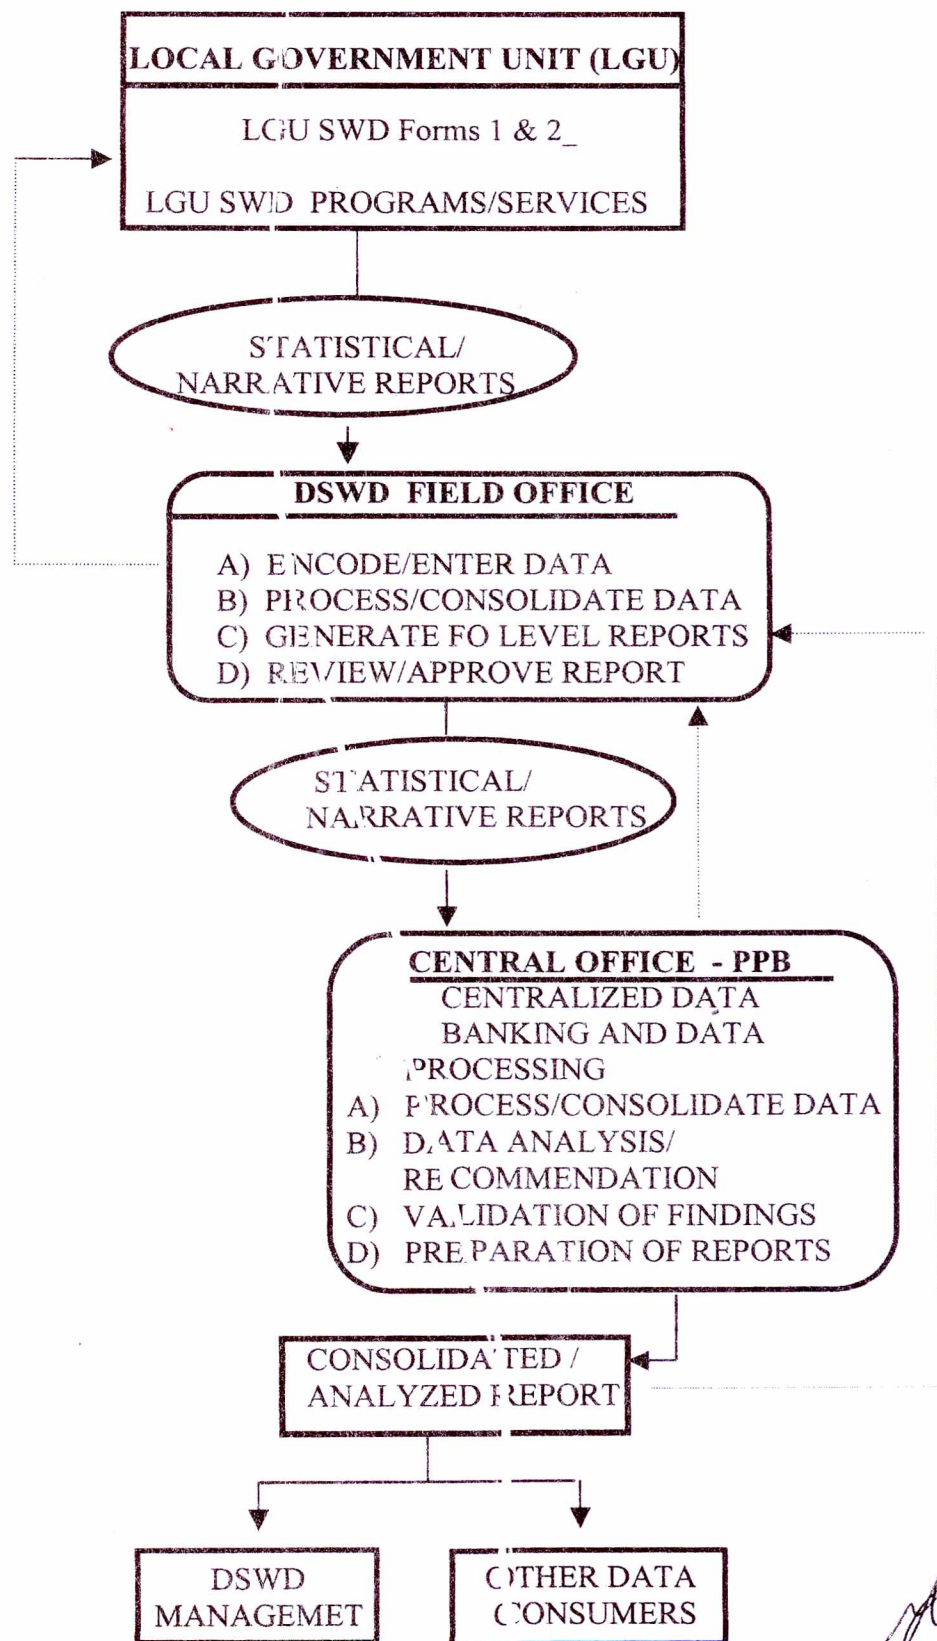 LOCAL GOVERNMENT UNIT (LGU)
LGU SWD Forms 1 & 2_
LGU SWD PROGRAMS/SERVICES
STATISTICAL/
NARRATIVE REPORTS
DSWD FIELD OFFICE
A) ENCODE/ENTER DATA
B) PROCESS/CONSOLIDATE DATA
C) GENERATE FO LEVEL REPORTS
D) REVIEW/APPROVE REPORT
STATISTICAL/
NARRATIVE REPORTS
CENTRAL OFFICE - PPB
CENTRALIZED DATA
BANKING AND DATA
PROCESSING
A) PROCESS/CONSOLIDATE DATA
B) DATA ANALYSIS/
RECOMMENDATION
C) VALIDATION OF FINDINGS
D) PREPARATION OF REPORTS
CONSOLIDATED /
ANALYZED REPORT
DSWD
MANAGEMET
OTHER DATA
CONSUMERS